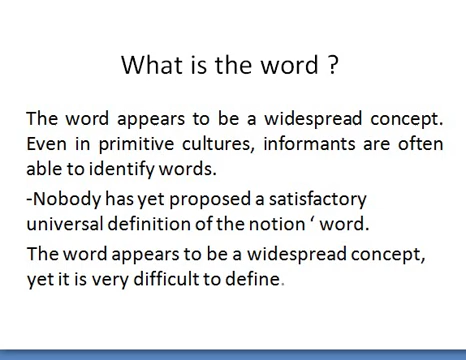 What is the word ?
The word appears to be a widespread concept.
Even in primitive cultures, informants are often
able to identify words.
-Nobody has yet proposed a satisfactory
universal definition of the notion ‘ word.
The word appears to be a widespread concept,
yet it is very difficult to define.